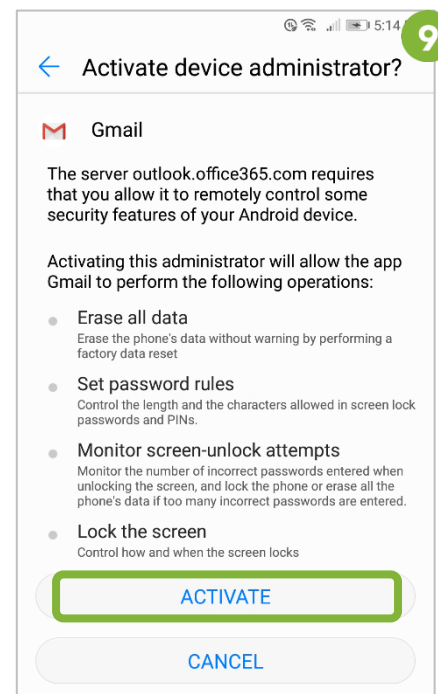 5:14
9
Activate device administrator?
Gmail
The server outlook.office365.com requires
that you allow it to remotely control some
security features of your Android device.
Activating this administrator will allow the app
Gmail to perform the following operations:
Erase all data
Erase the phone's data without warning by performing a
factory data reset
Set password rules
Control the length and the characters allowed in screen lock
passwords and PINs.
Monitor screen-unlock attempts
Monitor the number of incorrect passwords entered when
unlocking the screen, and lock the phone or erase all the
phone's data if too many incorrect passwords are entered.
Lock the screen
Control how and when the screen locks
ACTIVATE
CANCEL